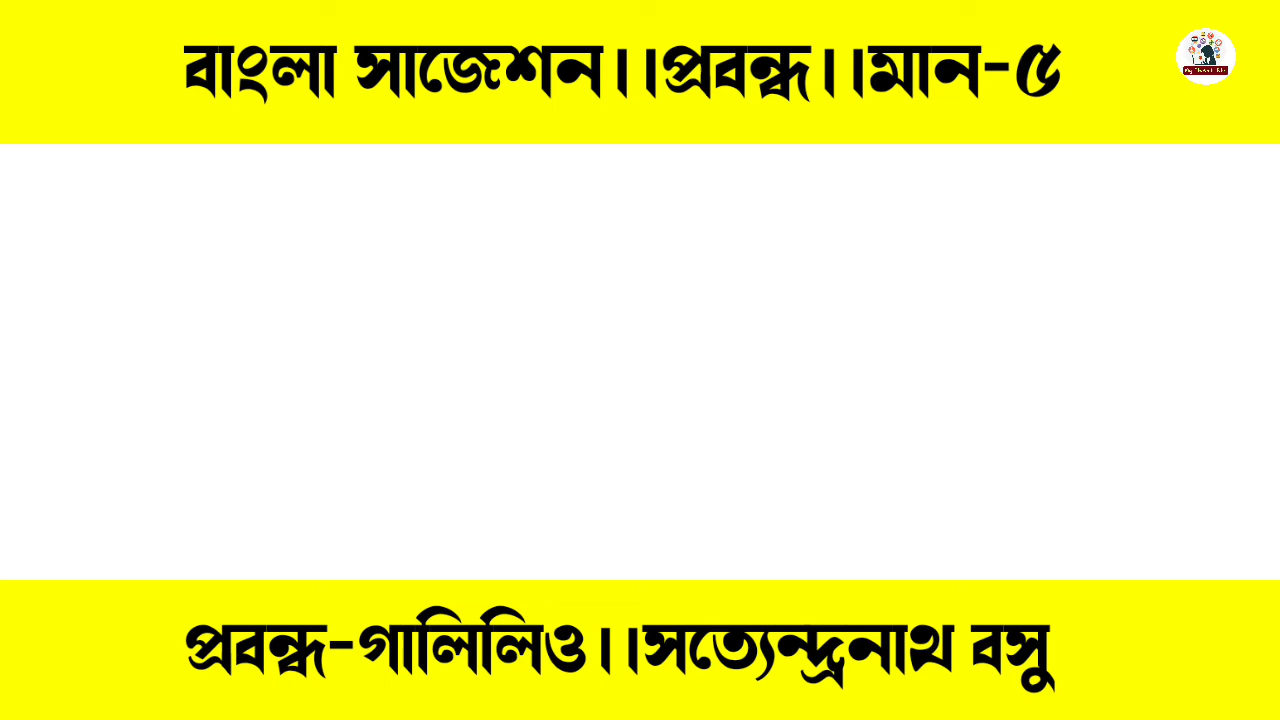 বাংলা সাজেশন।।প্রবন্ধ।।মান-৫
প্রবন্ধ-গালিলিও।।সত্যেন্দ্রনাথ বসু